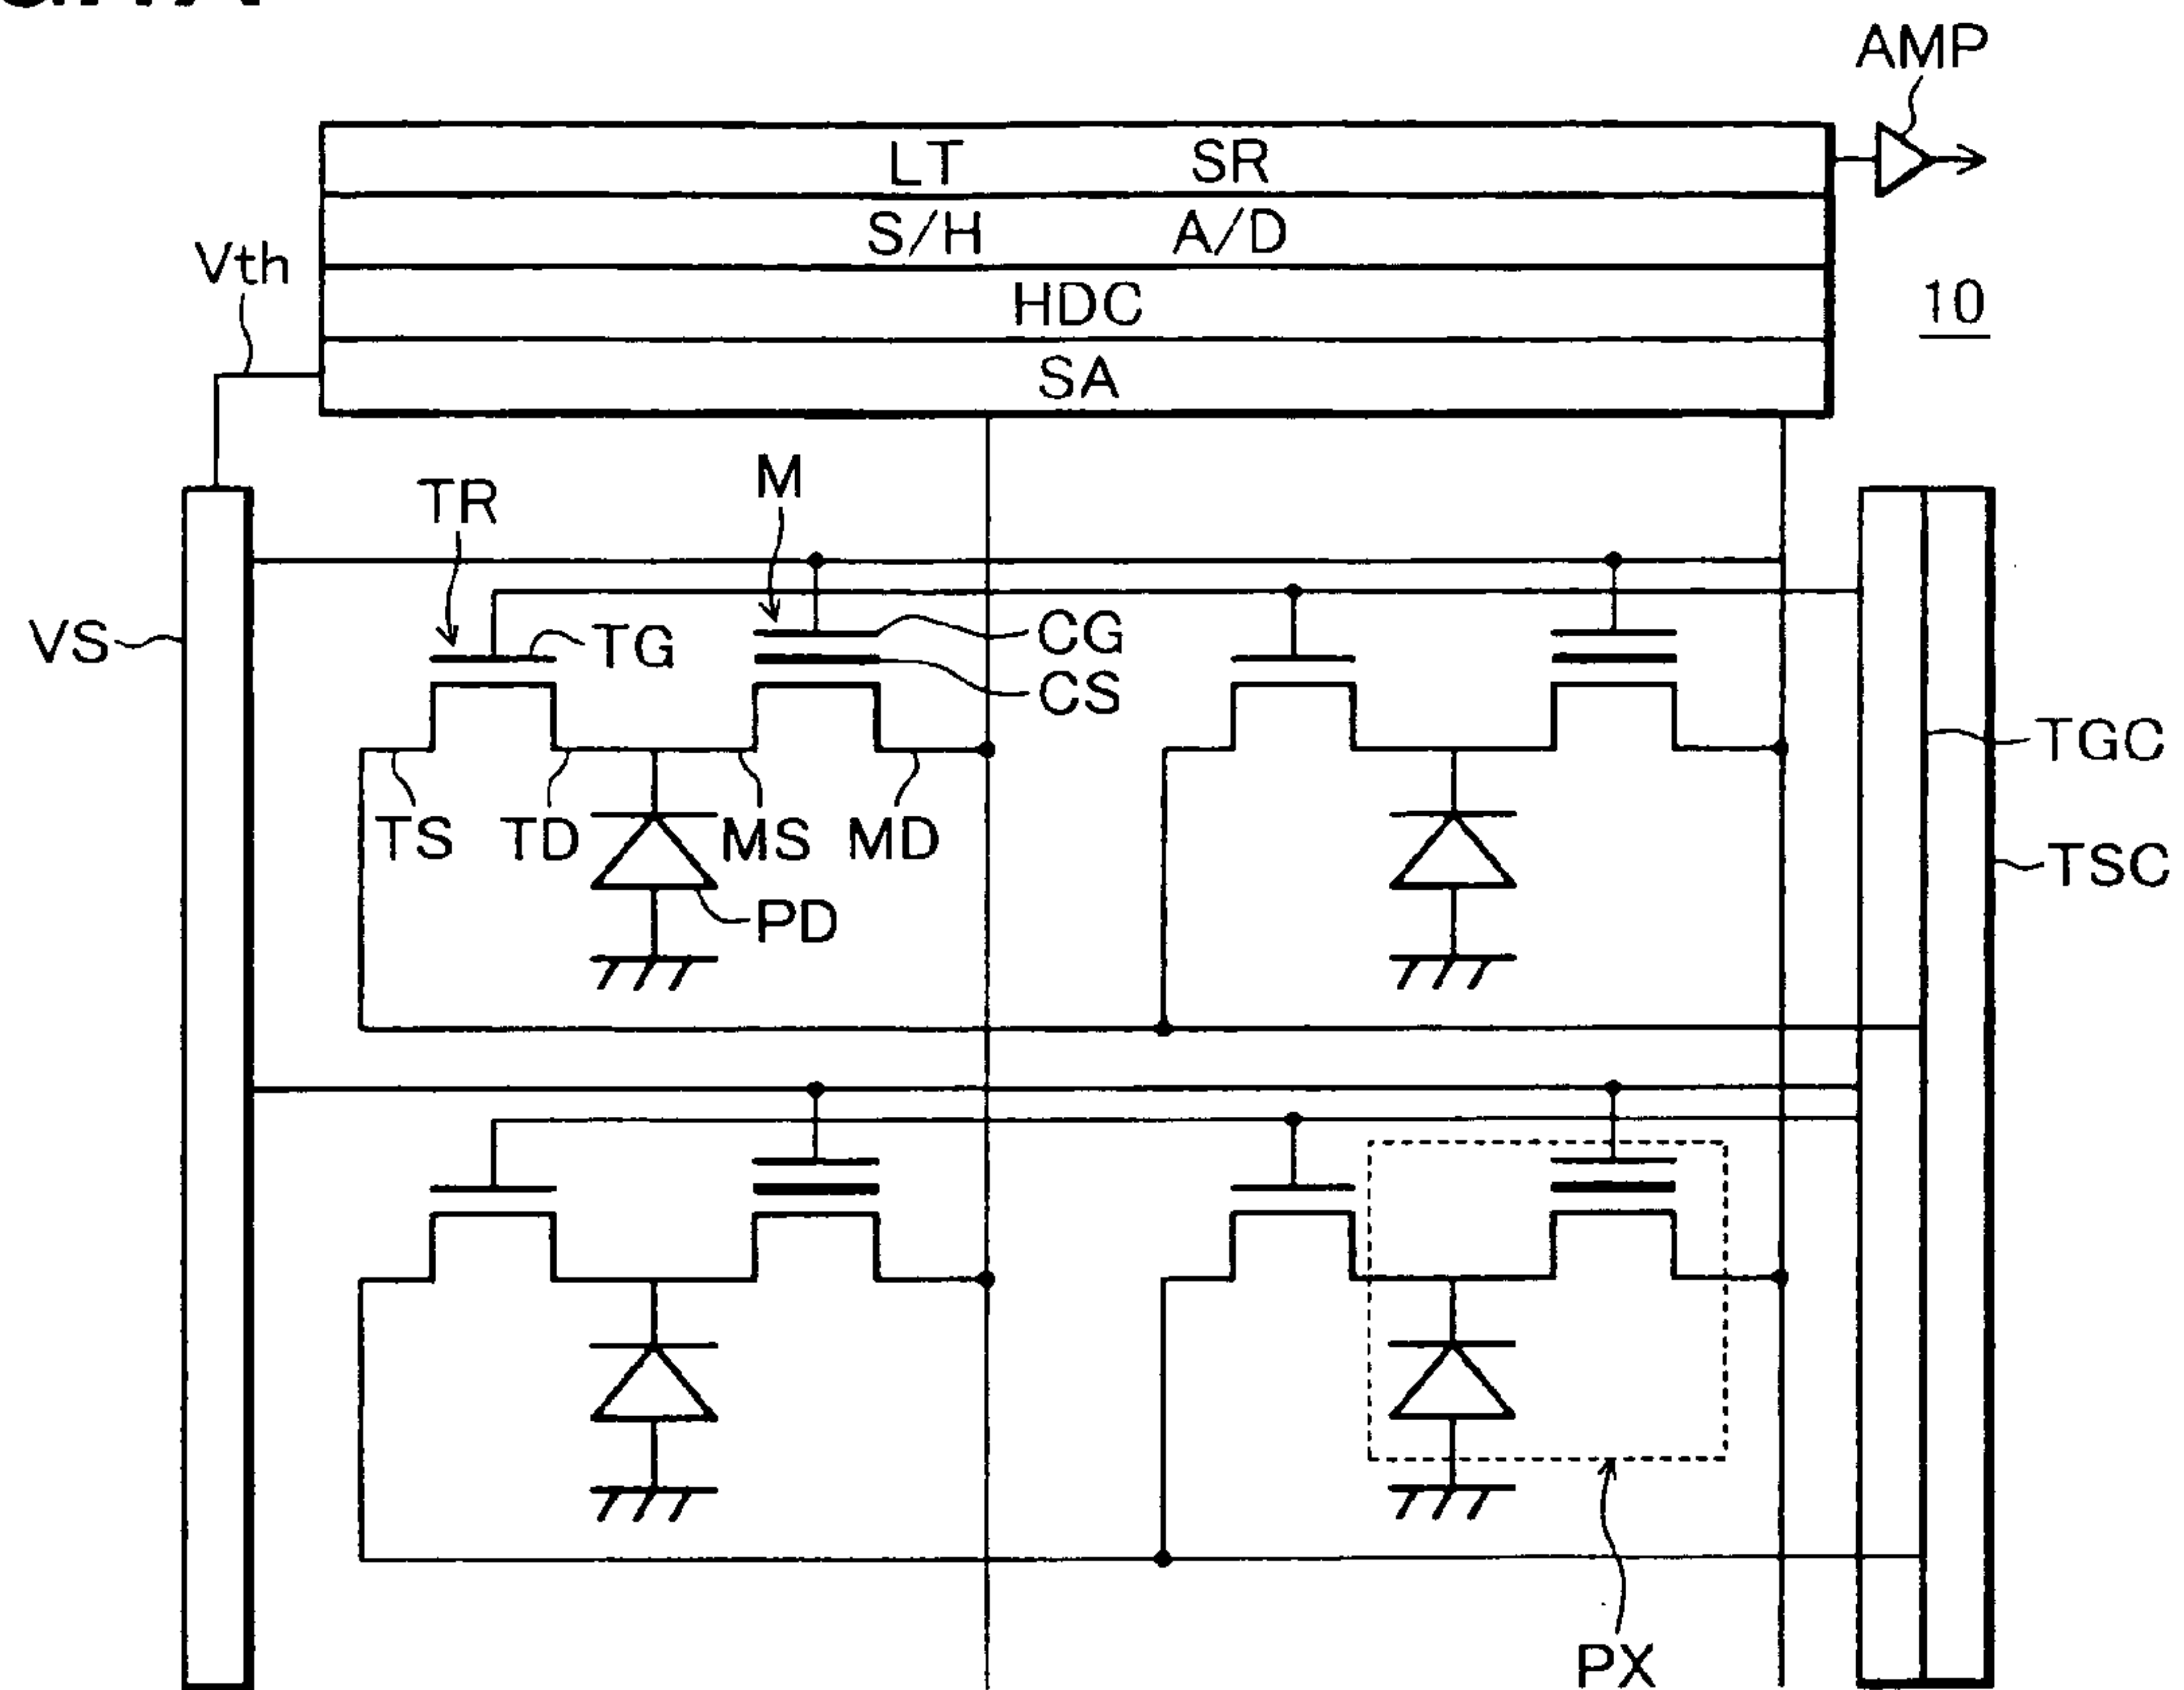 AMP
LT SR
S/H A/D
Vth
HDC
10
SA
M
TR
VS
TG
CG
CS
TGC
TS TD MS MD
TSC
PD
PX